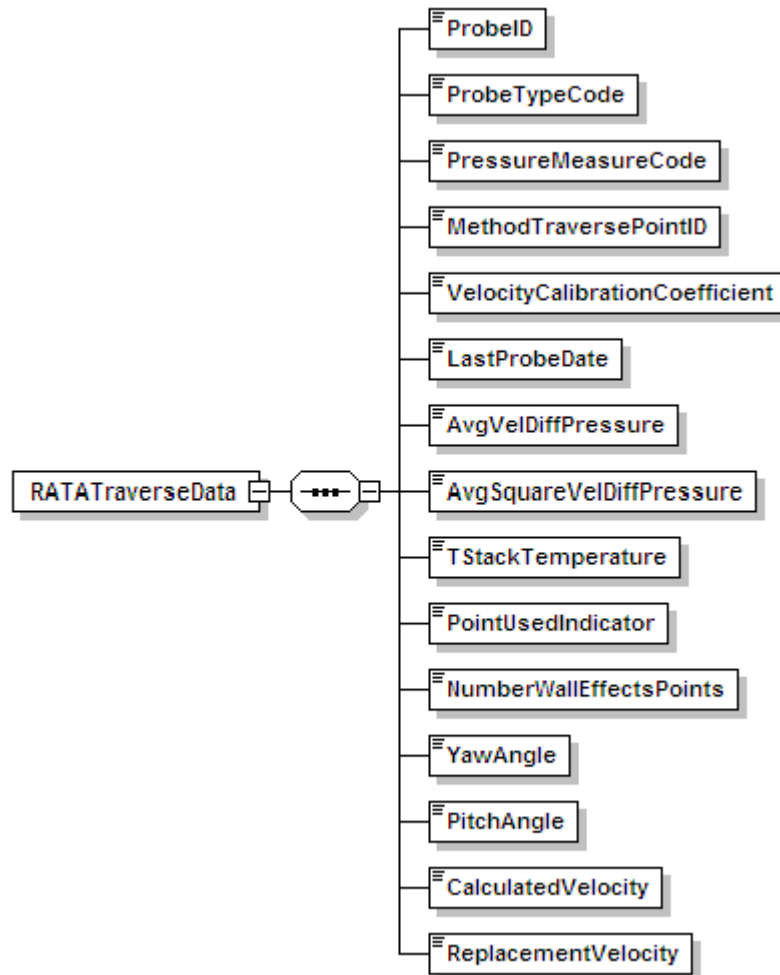 ProbeID
ProbeTypeCode
PressureMeasureCode
MethodTraversePointID
VelocityCalibrationCoefficient
LastProbeDate
AvgVelDiffPressure
RATATraverseData
AvgSquareVelDiffPressure
TStackTemperature
PointUsedIndicator
NumberWallEffectsPoints
YawAngle
PitchAngle
CalculatedVelocity
ReplacementVelocity